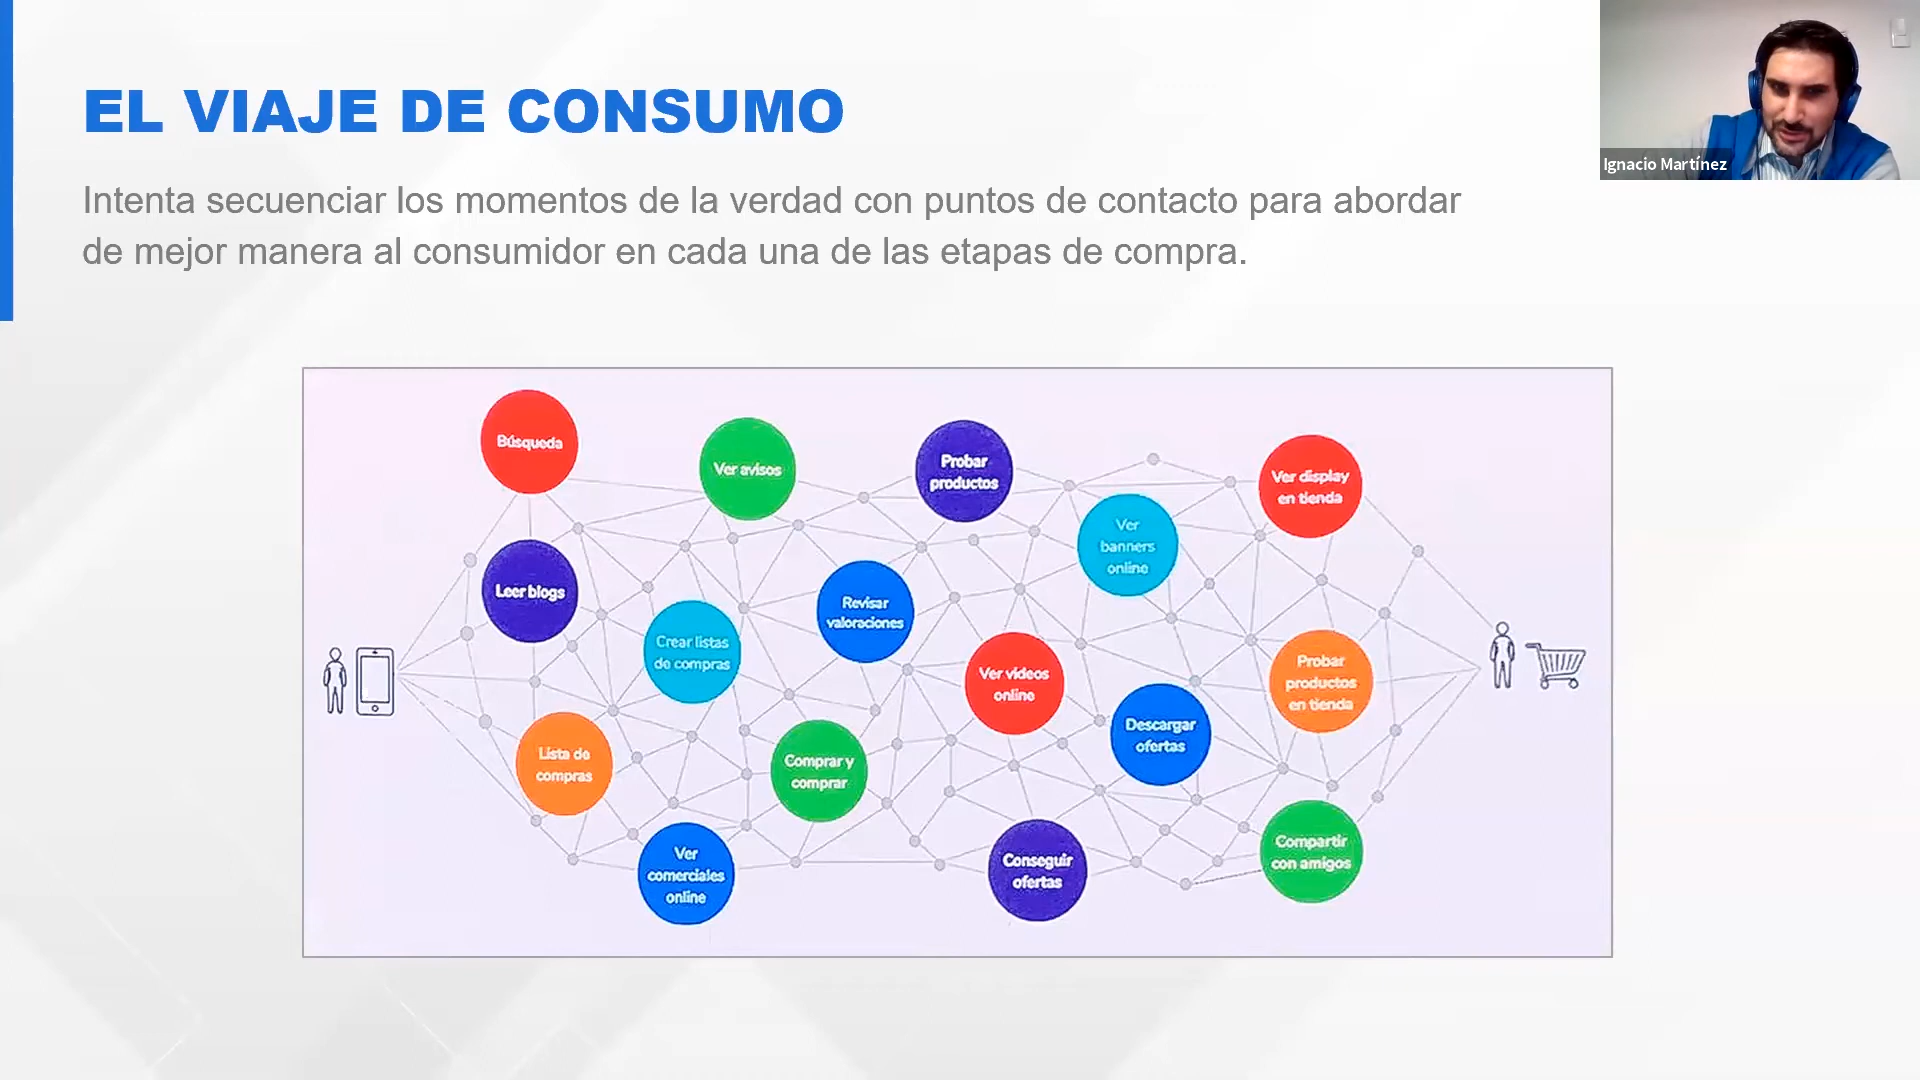 EL VIAJE DE CONSUMO
Intenta secuenciar los momentos de la verdad con puntos de contacto para abordar
de mejor manera al consumidor en cada una de las etapas de compra.
Ignacio Martínez
Búsqueda
Ver avisos
Probar
productos
Ver
banners
online
Ver display
en tienda
Leer blogs
Crear listas
de compras
Revisar
valoraciones
Ver videos
online
Descargar
ofertas
Probar
productos
en tienda
Lista de
compras
Comprar y
comprar
Ver
comerciales
online
Conseguir
ofertas
Compartir
con amigos